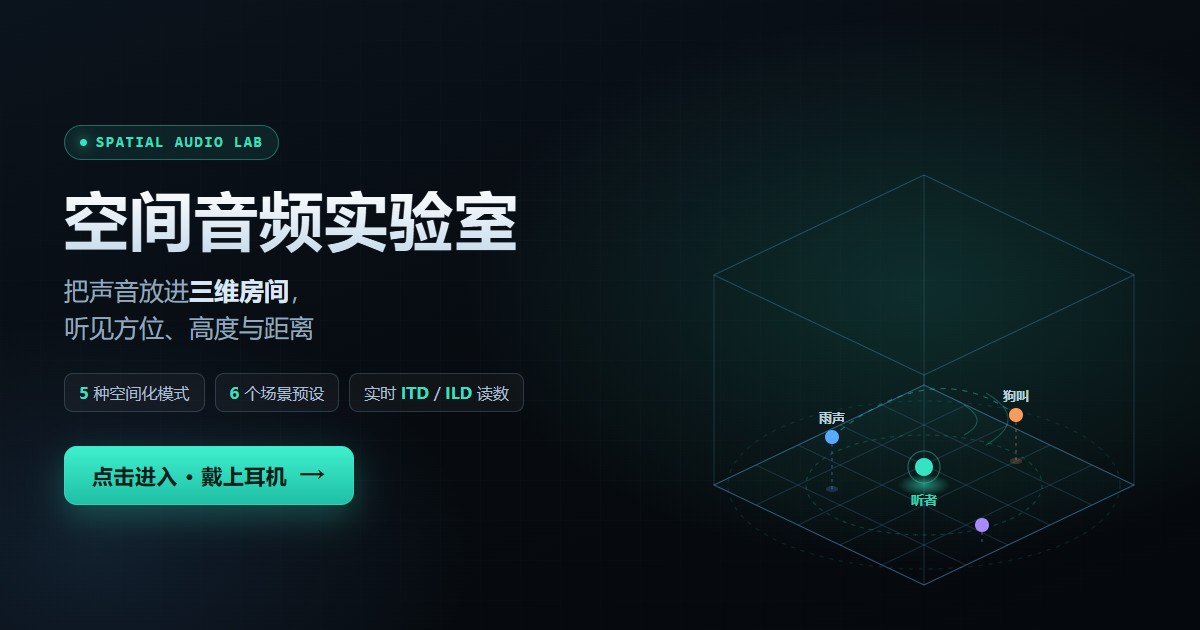 SPATIAL AUDIO LAB
空间音频实验室
把声音放进三维房间，
听见方位、高度与距离
5 种空间化模式
6 个场景预设
实时 ITD / ILD 读数
点击进入 · 戴上耳机 →
狗叫
雨声
听者